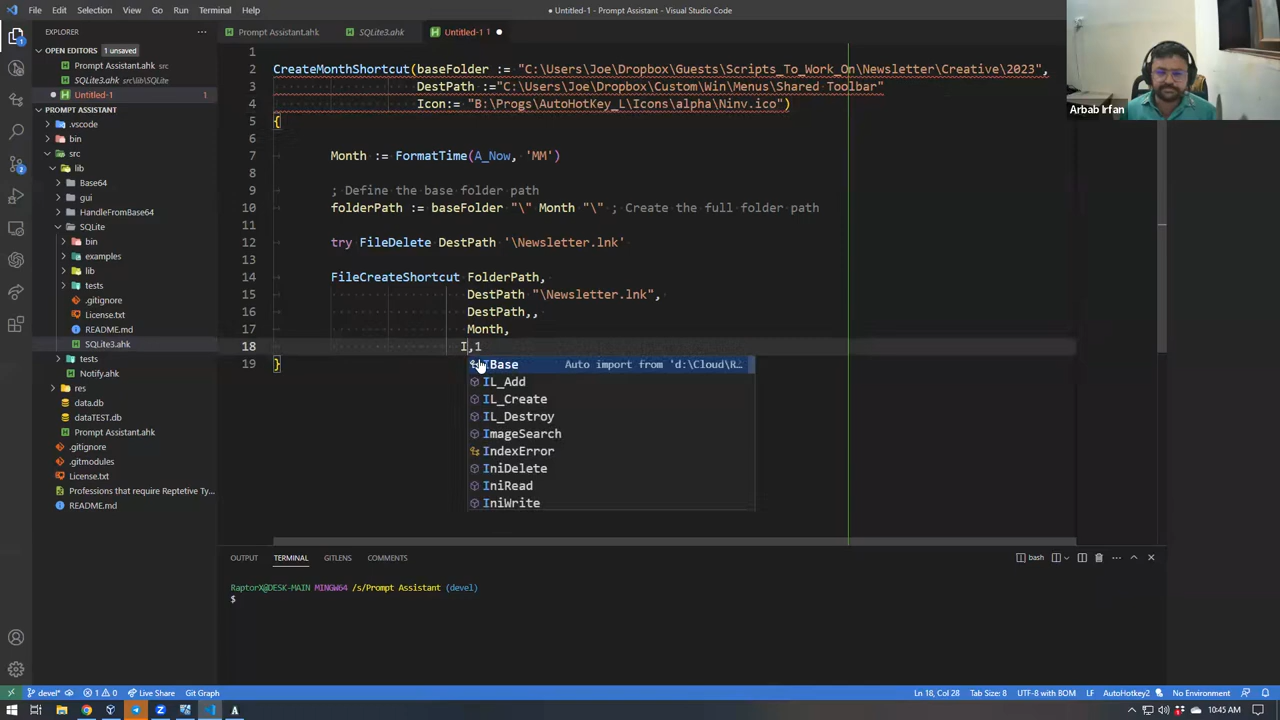 File Edit Selection View Go Run Terminal Help
● Untitled-1 - Prompt Assistant - Visual Studio Code
EXPLORER ···
OPEN EDITORS 1 unsaved
Prompt Assistant.ahk src
SQLite3.ahk src\lib\SQLite
Untitled-1 1
PROMPT ASSISTANT
.vscode
bin
src
lib
Base64
gui
HandleFromBase64
SQLite
bin
examples
lib
tests
.gitignore
License.txt
README.md
SQLite3.ahk
tests
Notify.ahk
res
data.db
dataTEST.db
Prompt Assistant.ahk
.gitignore
.gitmodules
License.txt
Professions that require Reptetive Ty...
README.md
Prompt Assistant.ahk SQLite3.ahk Untitled-1 1
1
2 CreateMonthShortcut(baseFolder := "C:\Users\Joe\Dropbox\Guests\Scripts_To_Work_On\Newsletter\Creative\2023",
3 DestPath :="C:\Users\Joe\Dropbox\Custom\Win\Menus\Shared Toolbar"
4 Icon:= "B:\Progs\AutoHotKey_L\Icons\alpha\Ninv.ico")
5 {
6
7 Month := FormatTime(A_Now, 'MM')
8
9 ; Define the base folder path
10 folderPath := baseFolder "\" Month "\" ; Create the full folder path
11
12 try FileDelete DestPath '\Newsletter.lnk'
13
14 FileCreateShortcut FolderPath,
15 DestPath "\Newsletter.lnk",
16 DestPath,,
17 Month,
18 I,1
19 }
IBase Auto import from 'd:\Cloud\R...
IL_Add
IL_Create
IL_Destroy
ImageSearch
IndexError
IniDelete
IniRead
IniWrite
Arbab Irfan
OUTPUT TERMINAL GITLENS COMMENTS
bash
RaptorX@DESK-MAIN MINGW64 /s/Prompt Assistant (devel)
$
devel* 1 0 Live Share Git Graph
Ln 18, Col 28 Tab Size: 8 UTF-8 with BOM LF AutoHotkey2 No Environment
10:45 AM